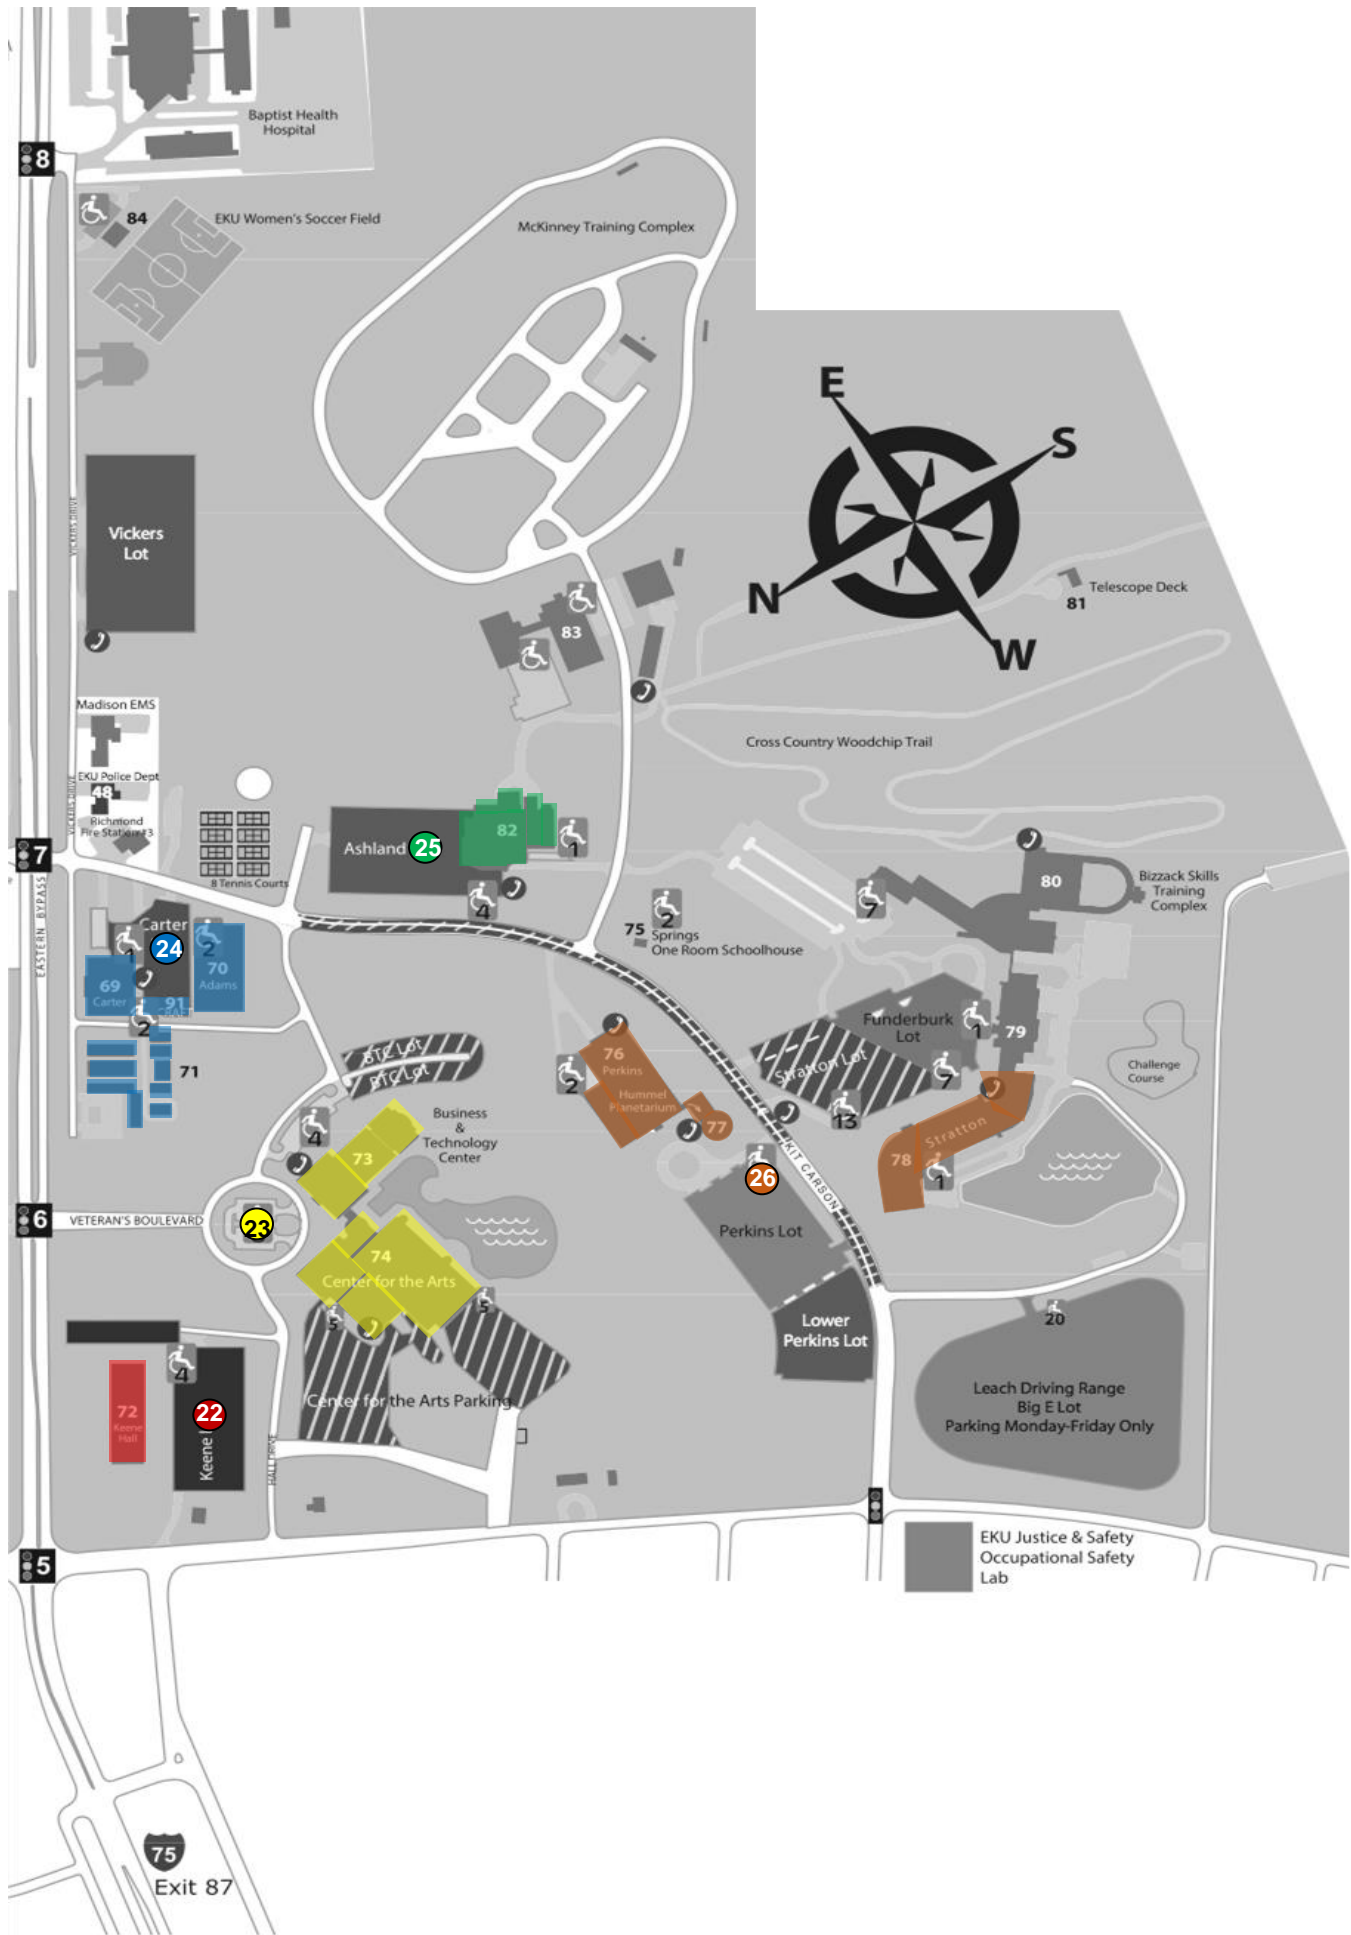 Baptist Health
Hospital
8
84
EKU Women's Soccer Field
McKinney Training Complex
E
S
N
W
VICKERS DRIVE
Vickers
Lot
Telescope Deck
81
83
Madison EMS
EKU Police Dept
48
Richmond
Fire Station #3
VICKERS DRIVE
Cross Country Woodchip Trail
7
8 Tennis Courts
Ashland
25
82
1
4
EASTERN BYPASS
Carter
1
24
2
70
Adams
69
Carter
91
2
71
75
2
Springs
One Room Schoolhouse
7
80
Bizzack Skills
Training
Complex
Funderburk
Lot
1
79
7
Stratton Lot
13
Challenge
Course
BTC Lot
BTC Lot
76
Perkins
2
Hummel
Planetarium
77
Business
&
Technology
Center
4
73
Stratton
78
1
KIT CARSON
26
Perkins Lot
6
VETERAN'S BOULEVARD
23
74
Center for the Arts
5
5
Lower
Perkins Lot
20
Leach Driving Range
Big E Lot
Parking Monday-Friday Only
4
72
Keene
Hall
22
Keene
Center for the Arts Parking
HALL DRIVE
5
EKU Justice & Safety
Occupational Safety
Lab
75
Exit 87